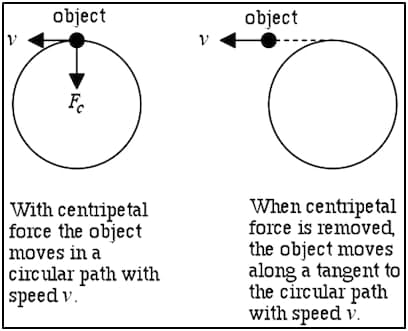 object
v
F_c
With centripetal
force the object
moves in a
circular path with
speed v.
object
v
When centripetal
force is removed,
the object moves
along a tangent to
the circular path
with speed v.